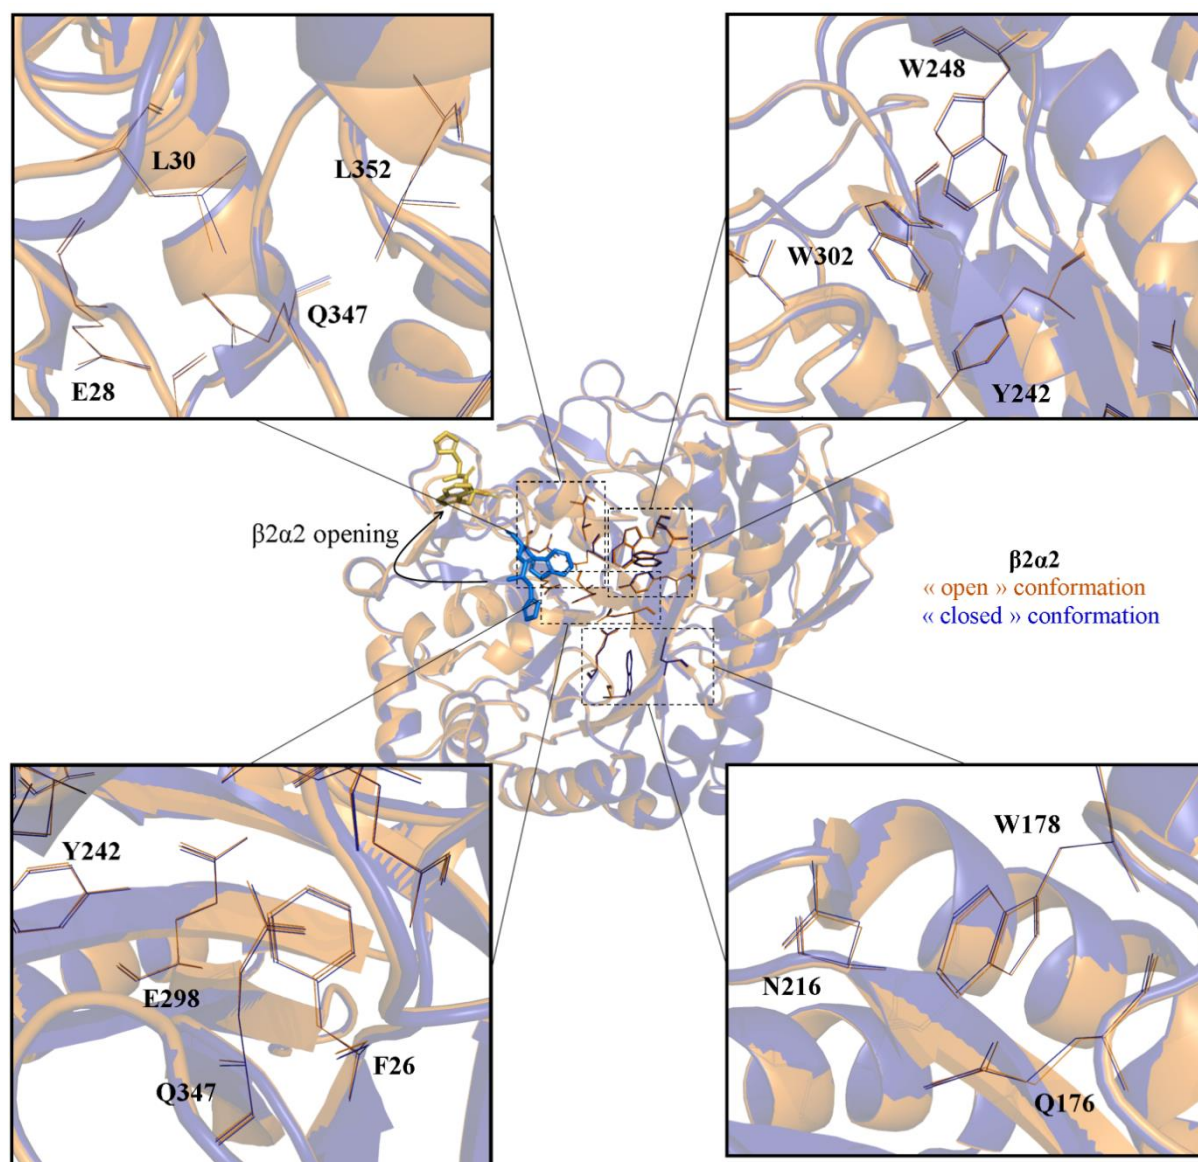 L30
L352
Q347
E28
W248
W302
Y242
β2α2 opening
β2α2
« open » conformation
« closed » conformation
Y242
E298
Q347
F26
W178
N216
Q176